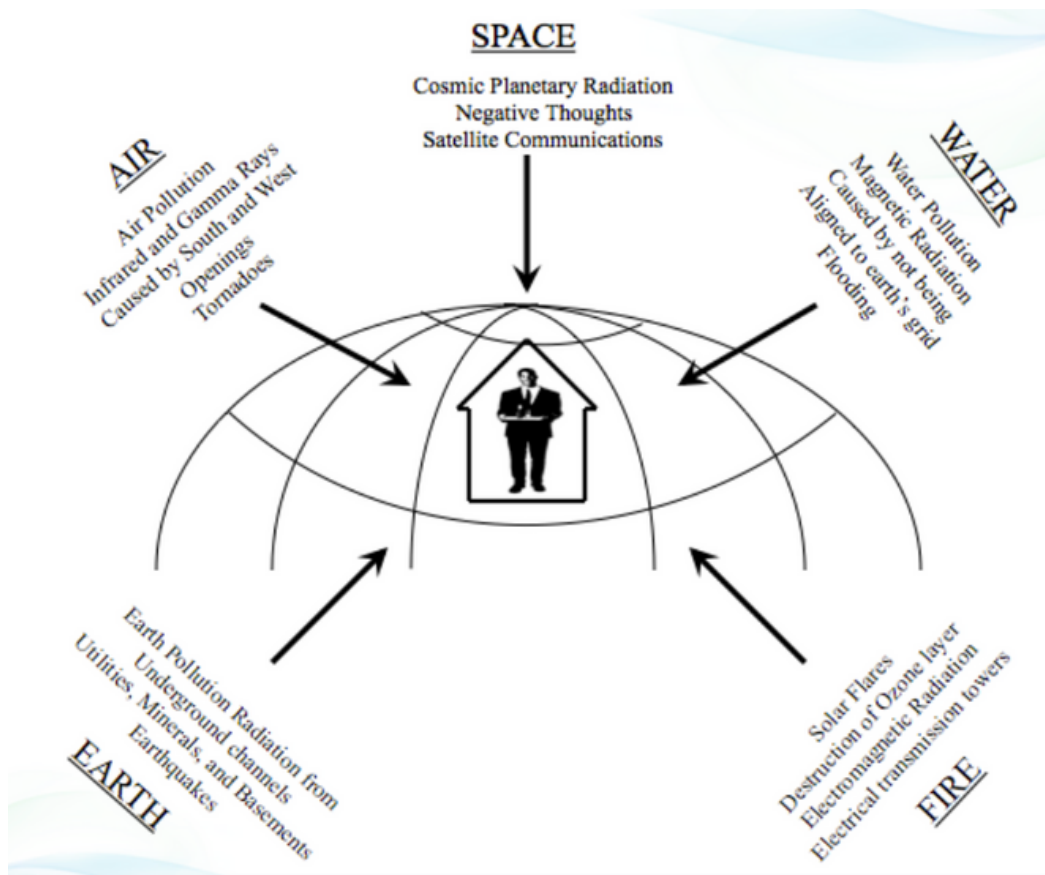 SPACE
Cosmic Planetary Radiation
Negative Thoughts
Satellite Communications
AIR
Air Pollution
Infrared and Gamma Rays
Caused by South and West
Openings
Tornadoes
WATER
Water Pollution
Magnetic Radiation
Caused by not being
Aligned to earth's grid
Flooding
Earth Pollution Radiation from
Underground channels
Utilities, Minerals, and Basements
Earthquakes
EARTH
Solar Flares
Destruction of Ozone layer
Electromagnetic Radiation
Electrical transmission towers
FIRE